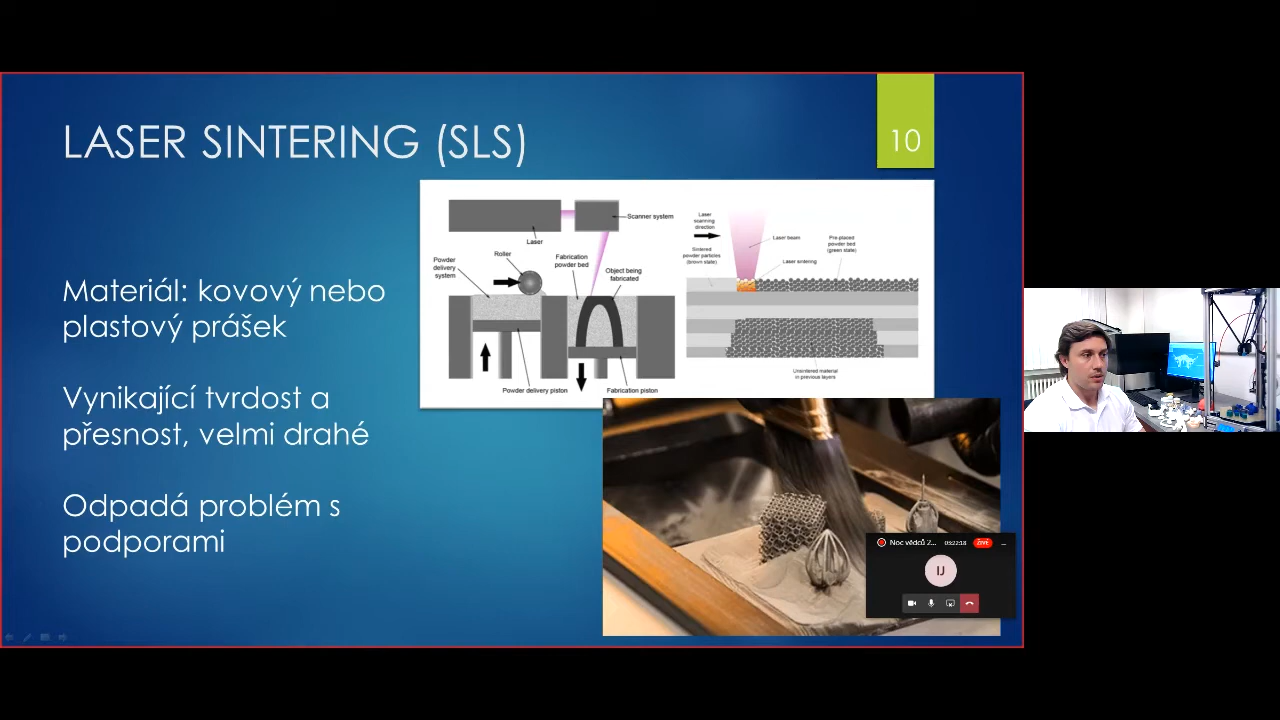 LASER SINTERING (SLS)
10
Materiál: kovový nebo
plastový prášek
Vynikající tvrdost a
přesnost, velmi drahé
Odpadá problém s
podporami
Scanner system
Laser
Roller
Powder
delivery
system
Fabrication
powder bed
Object being
fabricated
Powder delivery piston
Fabrication piston
Laser
scanning
direction
Sintered
powder particles
(brown state)
Laser beam
Laser sintering
Pre-placed
powder bed
(green state)
Unsintered material
in previous layers
Noc vědců 2...
ŽIVĚ
...
IJ